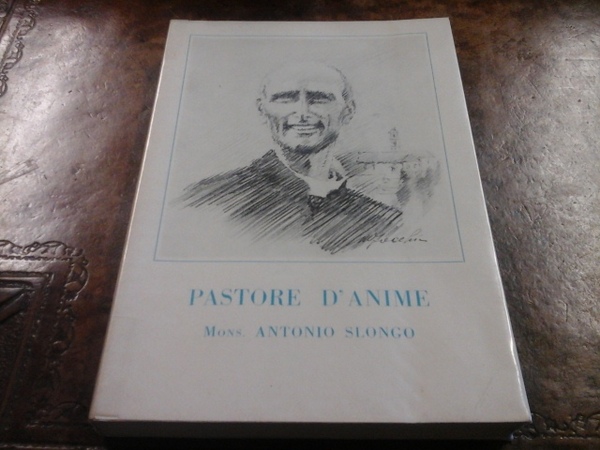 PASTORE D'ANIME
MONS. ANTONIO SLONGO